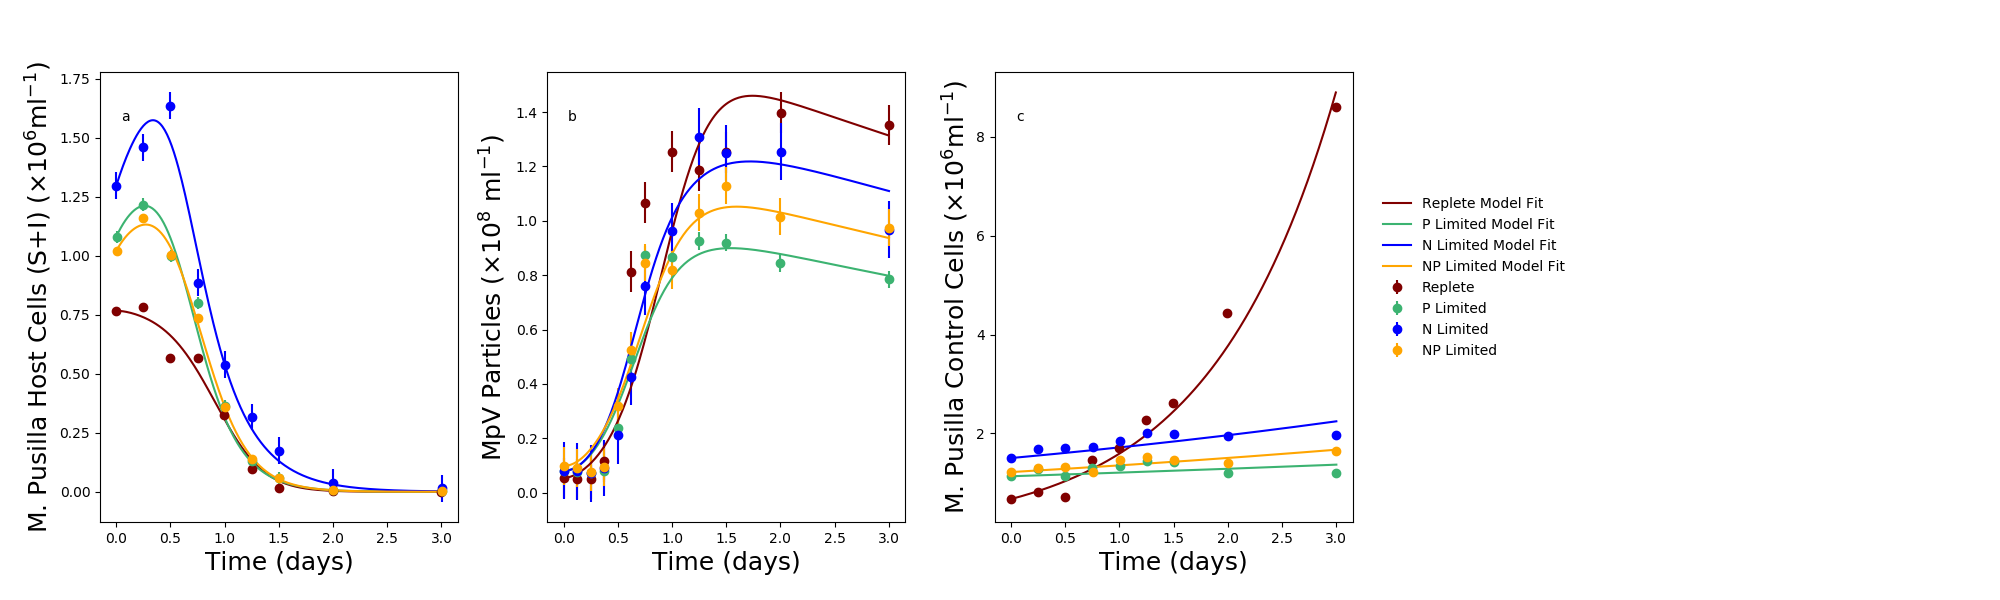 M. Pusilla Host Cells (S+I) (×10⁶ml⁻¹)
1.75
1.50
1.25
1.00
0.75
0.50
0.25
0.00
a
0.0 0.5 1.0 1.5 2.0 2.5 3.0
Time (days)
MpV Particles (×10⁸ ml⁻¹)
1.4
1.2
1.0
0.8
0.6
0.4
0.2
0.0
b
0.0 0.5 1.0 1.5 2.0 2.5 3.0
Time (days)
M. Pusilla Control Cells (×10⁶ml⁻¹)
8
6
4
2
c
0.0 0.5 1.0 1.5 2.0 2.5 3.0
Time (days)
Replete Model Fit
P Limited Model Fit
N Limited Model Fit
NP Limited Model Fit
Replete
P Limited
N Limited
NP Limited